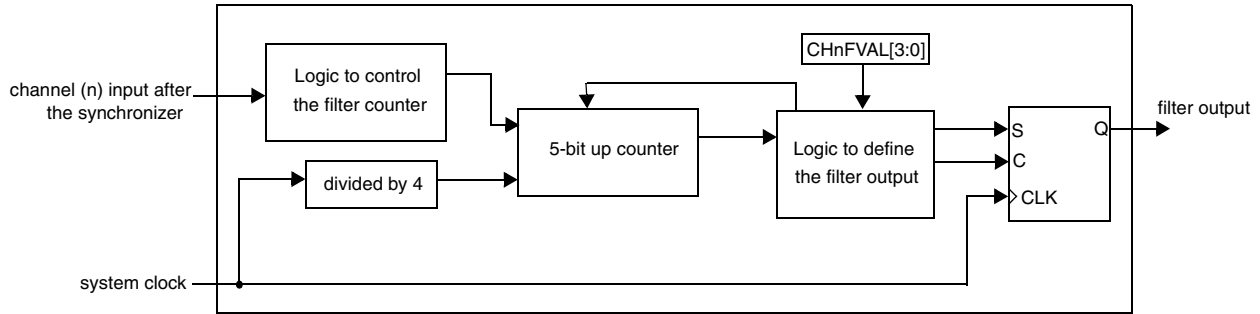 CHnFVAL[3:0]
Logic to control
the filter counter
channel (n) input after
the synchronizer
filter output
5-bit up counter
Logic to define
the filter output
S
Q
C
CLK
divided by 4
system clock